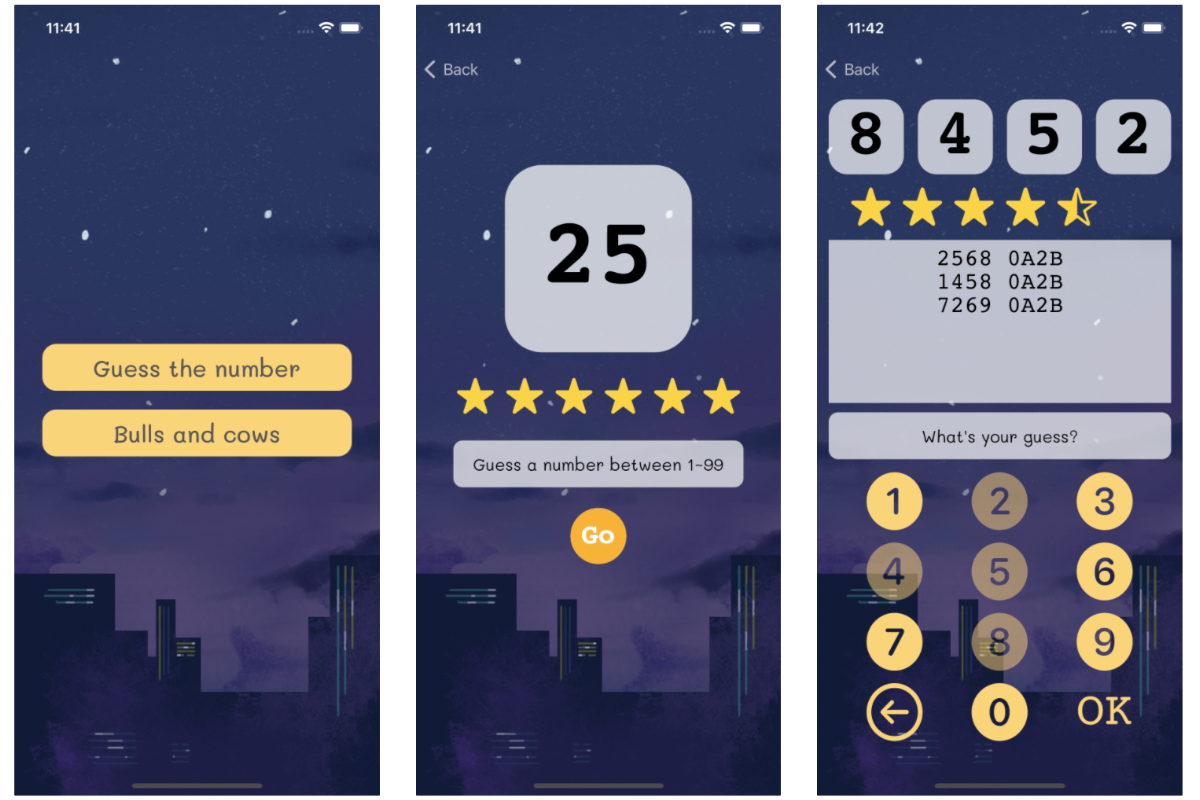 11:41
Guess the number
Bulls and cows
11:41
Back
25
Guess a number between 1~99
Go
11:42
Back
8 4 5 2
2568 0A2B
1458 0A2B
7269 0A2B
What's your guess?
1 2 3
4 5 6
7 8 9
0 OK